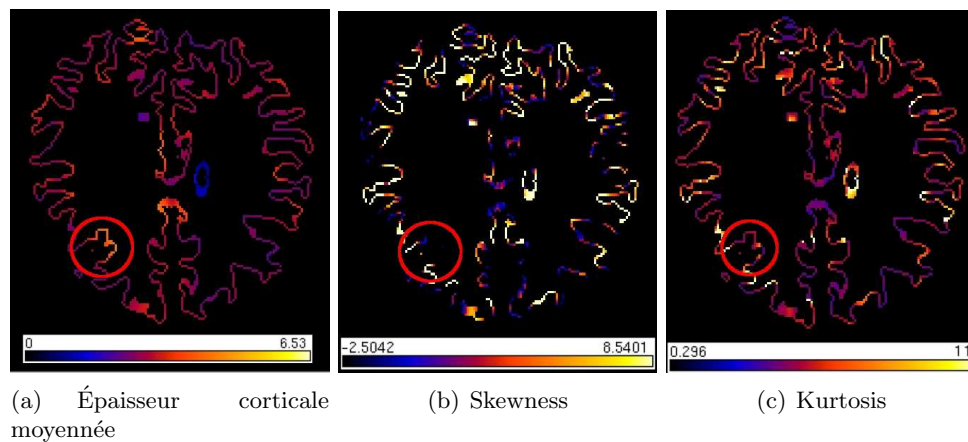 0 6.53
-2.5042 8.5401
0.296 11
(a) Épaisseur corticale
moyennée
(b) Skewness
(c) Kurtosis